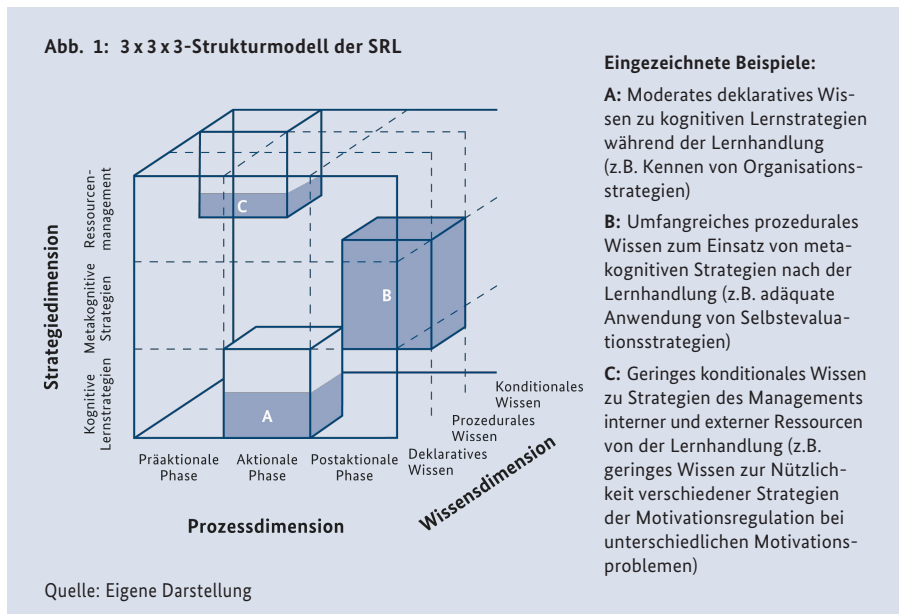 Abb. 1: 3 x 3 x 3-Strukturmodell der SRL
Strategiedimension
Ressourcen-
management
Metakognitive
Strategien
Kognitive
Lernstrategien
C
B
A
Präaktionale
Phase
Aktionale
Phase
Postaktionale
Phase
Deklaratives
Wissen
Prozedurales
Wissen
Konditionales
Wissen
Wissensdimension
Prozessdimension
Eingezeichnete Beispiele:
A: Moderates deklaratives Wis-
sen zu kognitiven Lernstrategien
während der Lernhandlung
(z.B. Kennen von Organisations-
strategien)
B: Umfangreiches prozedurales
Wissen zum Einsatz von meta-
kognitiven Strategien nach der
Lernhandlung (z.B. adäquate
Anwendung von Selbstevalua-
tionsstrategien)
C: Geringes konditionales Wissen
zu Strategien des Managements
interner und externer Ressourcen
von der Lernhandlung (z.B.
geringes Wissen zur Nützlich-
keit verschiedener Strategien
der Motivationsregulation bei
unterschiedlichen Motivations-
problemen)
Quelle: Eigene Darstellung